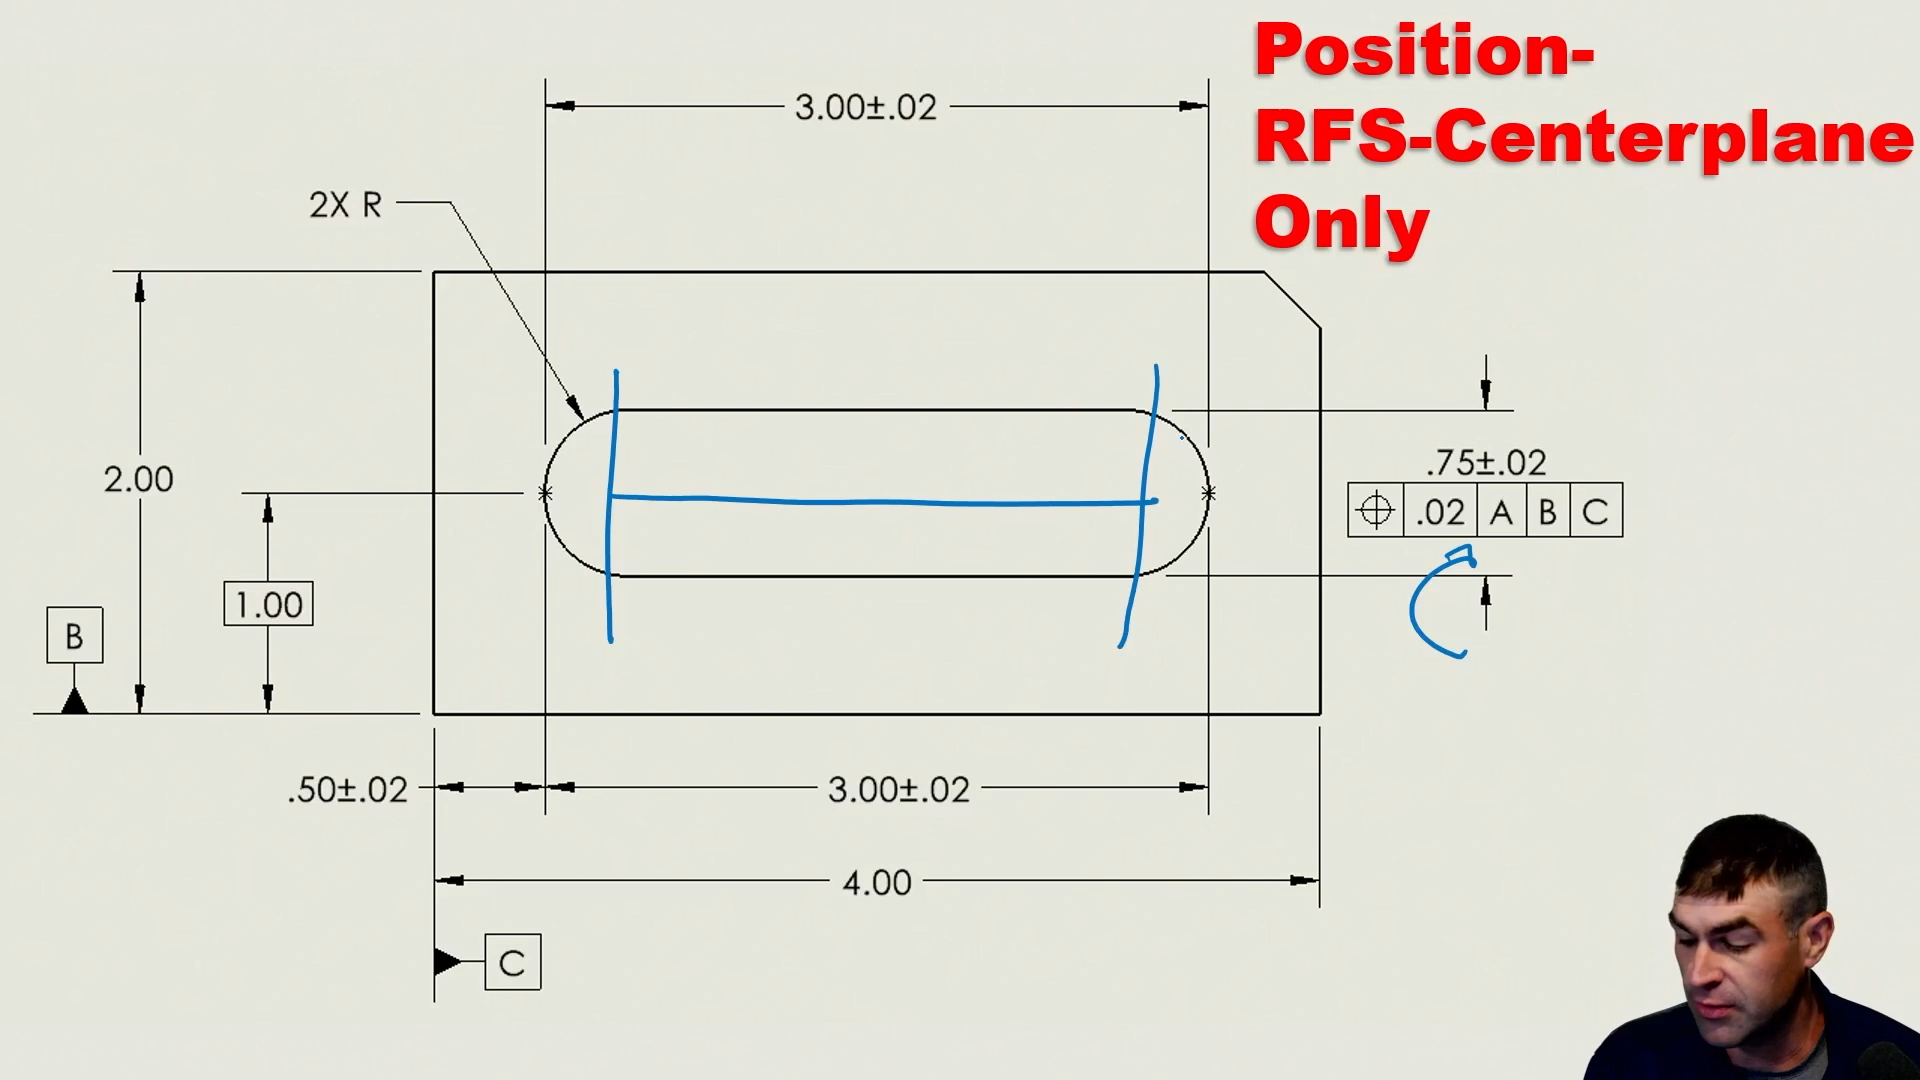 Position-
RFS-Centerplane
Only
3.00±.02
2X R
2.00
.75±.02
⌖ .02 A B C
1.00
B
.50±.02
3.00±.02
4.00
C